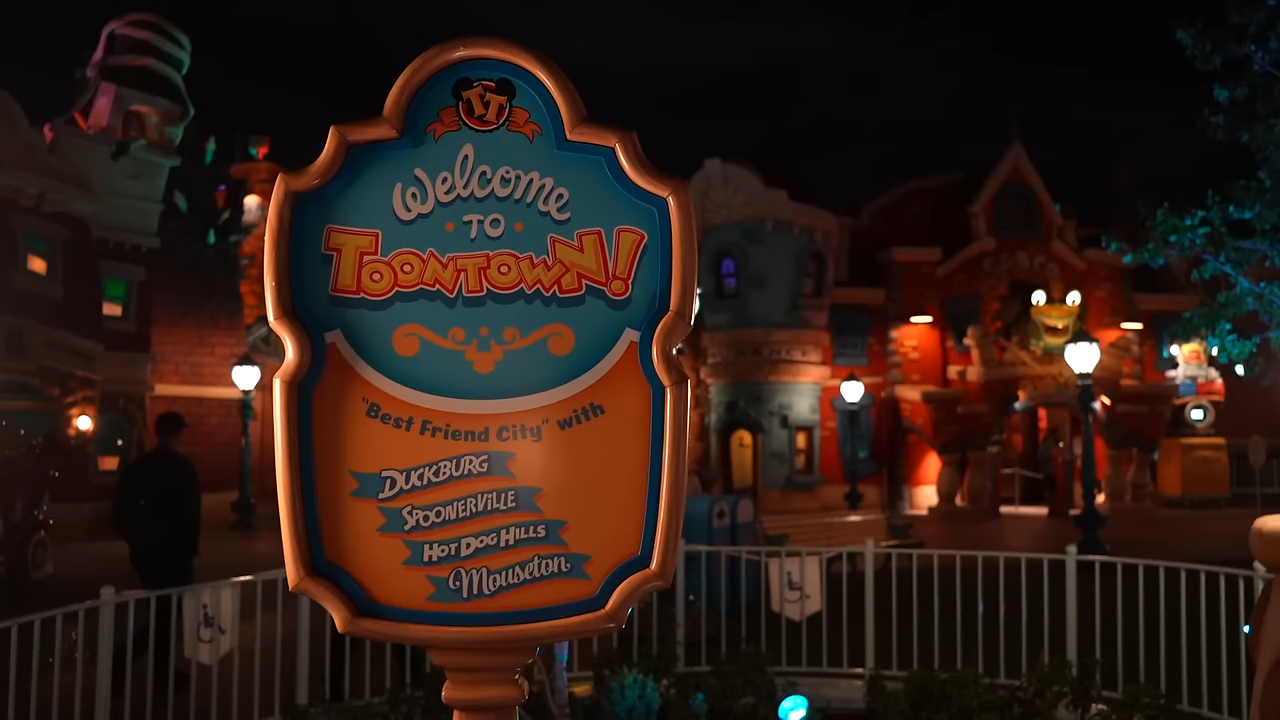 TT
Welcome
TO
TOONTOWN!
"Best Friend City" with
DUCKBURG
SPOONERVILLE
HOT DOG HILLS
Mouseton